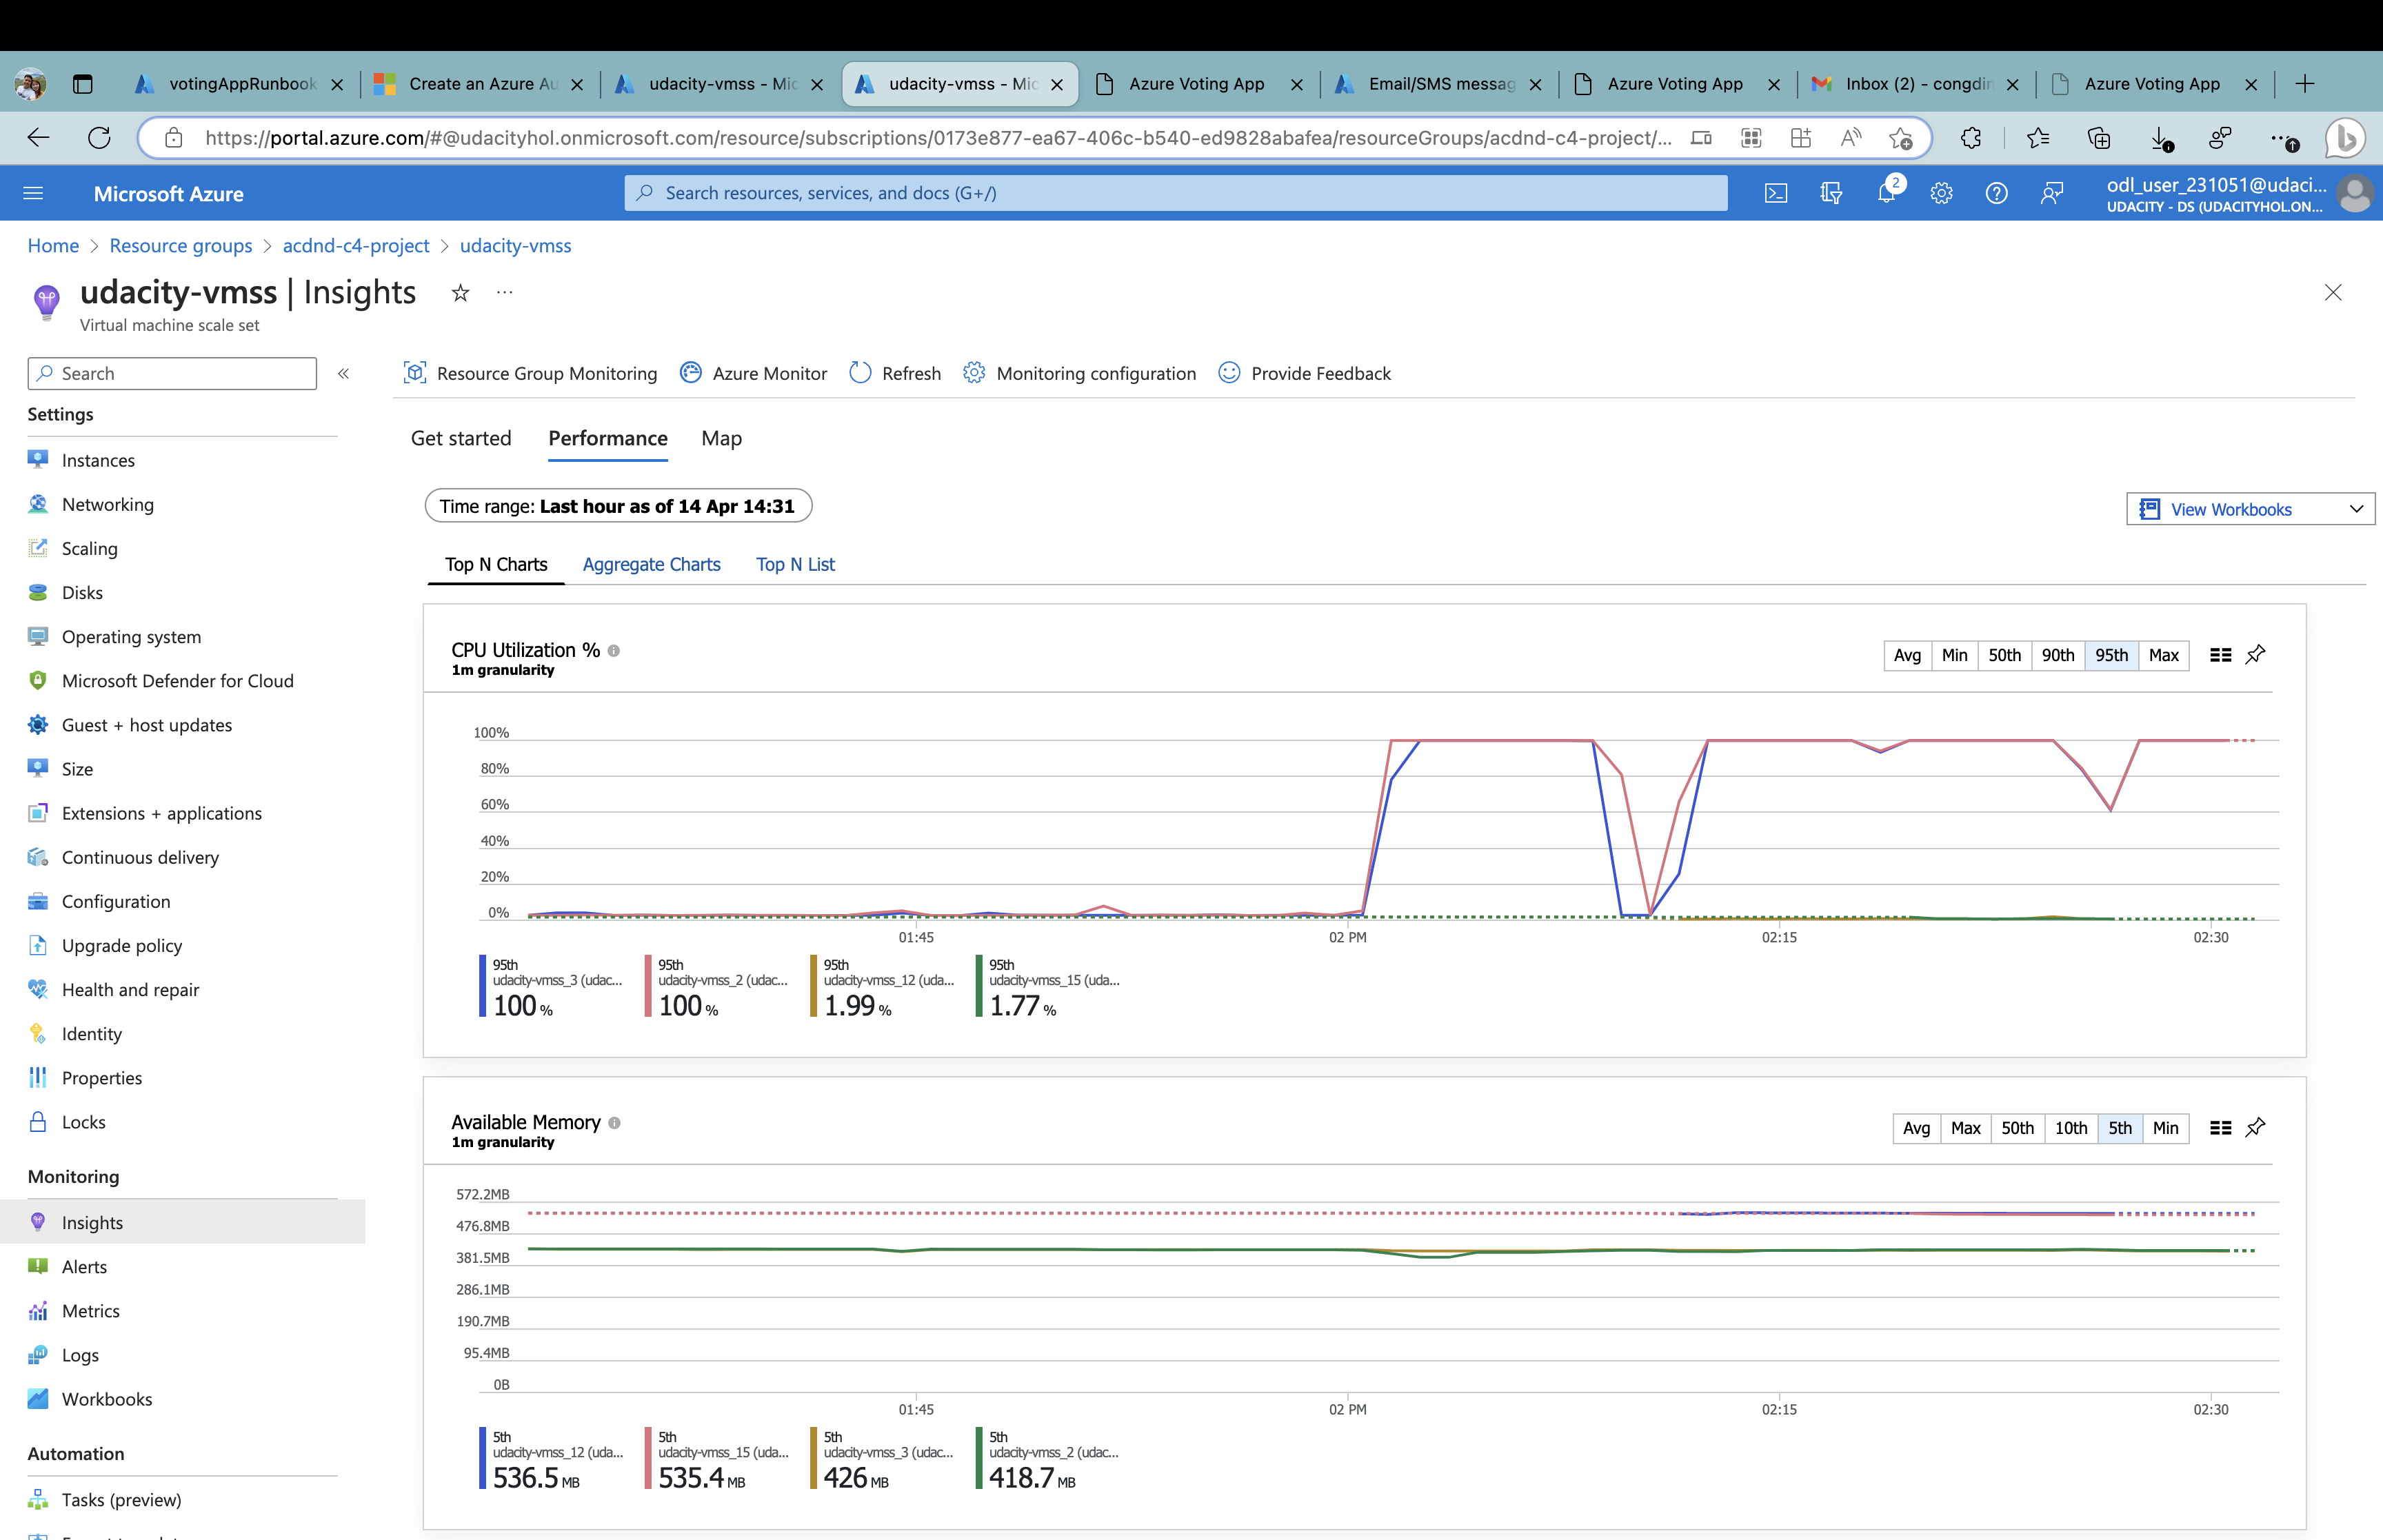 votingAppRunbook
Create an Azure Au
udacity-vmss - Mic
udacity-vmss - Mic
Azure Voting App
Email/SMS messag
Azure Voting App
Inbox (2) - congdin
Azure Voting App
https://portal.azure.com/#@udacityhol.onmicrosoft.com/resource/subscriptions/0173e877-ea67-406c-b540-ed9828abafea/resourceGroups/acdnd-c4-project/...
Microsoft Azure
Search resources, services, and docs (G+/)
2
odl_user_231051@udaci...
UDACITY - DS (UDACITYHOL.ON...
Home > Resource groups > acdnd-c4-project > udacity-vmss
udacity-vmss | Insights
Virtual machine scale set
Search
Settings
Instances
Networking
Scaling
Disks
Operating system
Microsoft Defender for Cloud
Guest + host updates
Size
Extensions + applications
Continuous delivery
Configuration
Upgrade policy
Health and repair
Identity
Properties
Locks
Monitoring
Insights
Alerts
Metrics
Logs
Workbooks
Automation
Tasks (preview)
Resource Group Monitoring
Azure Monitor
Refresh
Monitoring configuration
Provide Feedback
Get started
Performance
Map
Time range: Last hour as of 14 Apr 14:31
View Workbooks
Top N Charts
Aggregate Charts
Top N List
CPU Utilization %
1m granularity
Avg Min 50th 90th 95th Max
100%
80%
60%
40%
20%
0%
01:45 02 PM 02:15 02:30
95th
udacity-vmss_3 (udac...
100 %
95th
udacity-vmss_2 (udac...
100 %
95th
udacity-vmss_12 (uda...
1.99 %
95th
udacity-vmss_15 (uda...
1.77 %
Available Memory
1m granularity
Avg Max 50th 10th 5th Min
572.2MB
476.8MB
381.5MB
286.1MB
190.7MB
95.4MB
0B
01:45 02 PM 02:15 02:30
5th
udacity-vmss_12 (uda...
536.5 MB
5th
udacity-vmss_15 (uda...
535.4 MB
5th
udacity-vmss_3 (udac...
426 MB
5th
udacity-vmss_2 (udac...
418.7 MB